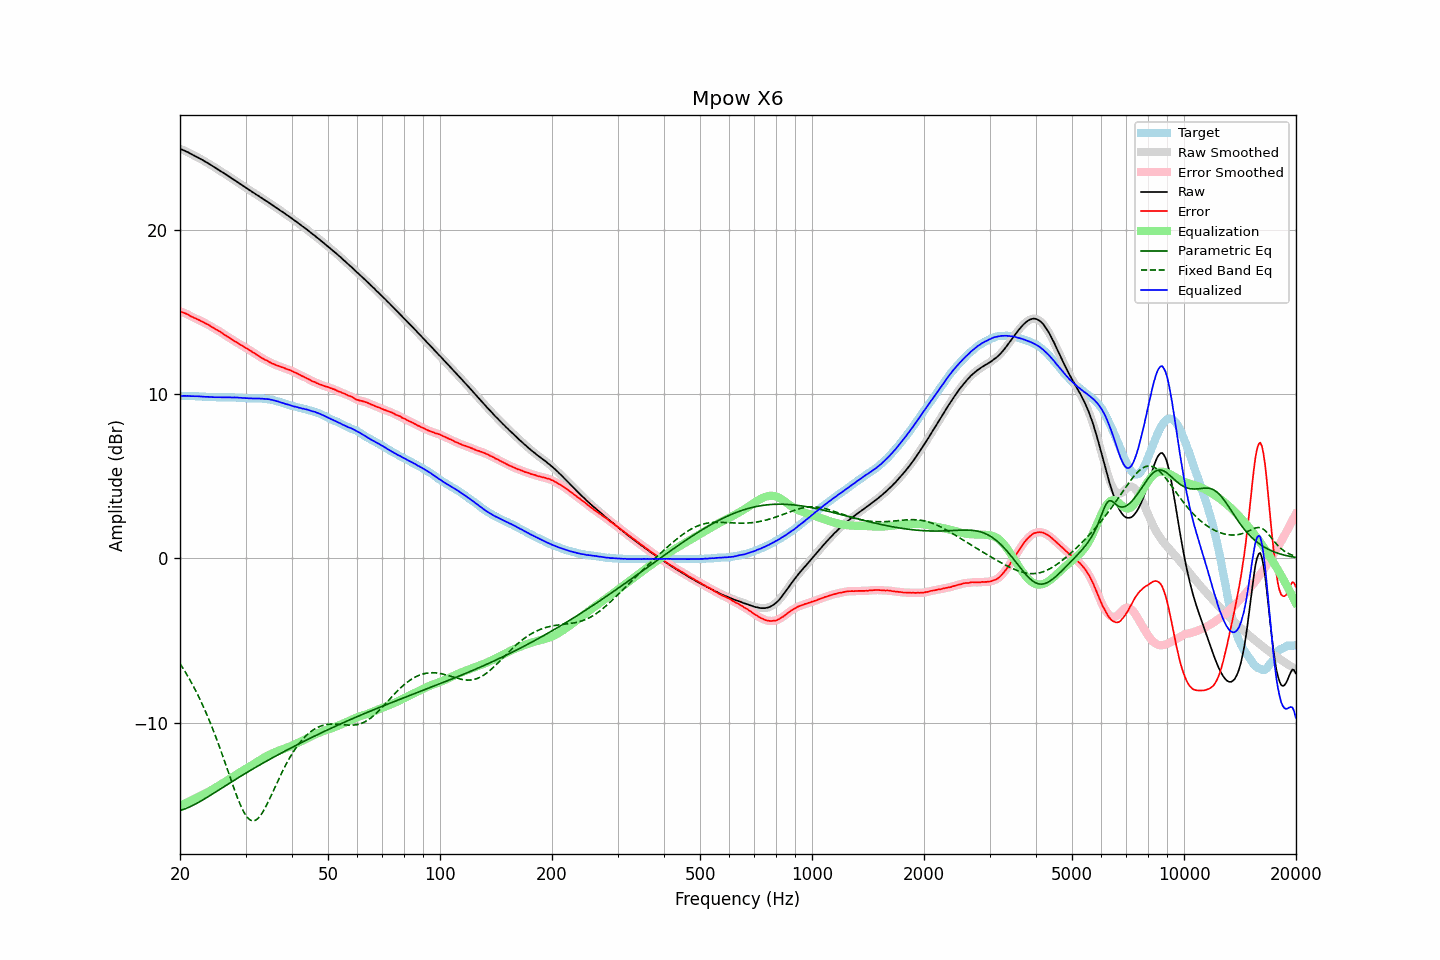 Mpow X6
Amplitude (dBr)
20
10
0
−10
20
50
100
200
500
1000
2000
5000
10000
20000
Frequency (Hz)
Target
Raw Smoothed
Error Smoothed
Raw
Error
Equalization
Parametric Eq
Fixed Band Eq
Equalized